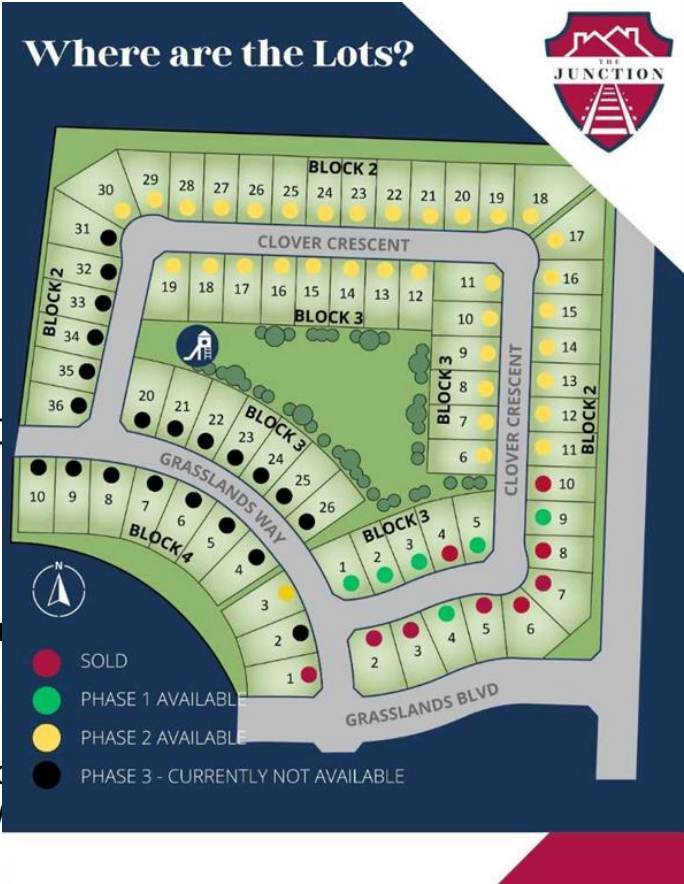 Where are the Lots?
THE
JUNCTION
BLOCK 2
30 29 28 27 26 25 24 23 22 21 20 19 18
17
CLOVER CRESCENT
31
32
33
34
35
36
BLOCK 2
19 18 17 16 15 14 13 12
BLOCK 3
11
10
9
8
7
6
BLOCK 3
CLOVER CRESCENT
16
15
14
13
12
11
10
9
8
7
BLOCK 2
20 21 22 23 24 25 26
BLOCK 3
GRASSLANDS WAY
10 9 8 7 6 5 4
BLOCK 4
3
2
1
BLOCK 3
1 2 3 4 5
2 3 4 5 6
GRASSLANDS BLVD
N
SOLD
PHASE 1 AVAILABLE
PHASE 2 AVAILABLE
PHASE 3 - CURRENTLY NOT AVAILABLE